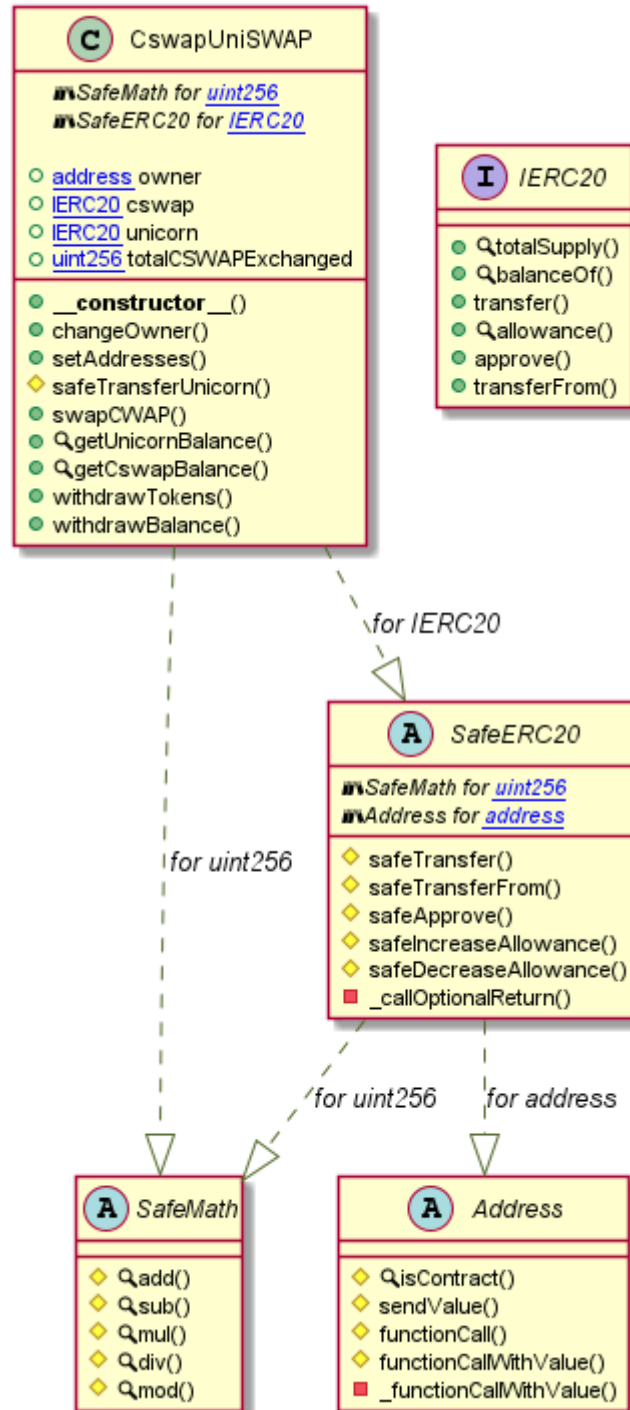 C CswapUniSWAP
SafeMath for uint256
SafeERC20 for IERC20
address owner
IERC20 cswap
IERC20 unicorn
uint256 totalCSWAPExchanged
__constructor__()
changeOwner()
setAddresses()
safeTransferUnicorn()
swapCWAP()
getUnicornBalance()
getCswapBalance()
withdrawTokens()
withdrawBalance()
I IERC20
totalSupply()
balanceOf()
transfer()
allowance()
approve()
transferFrom()
for IERC20
A SafeERC20
SafeMath for uint256
Address for address
safeTransfer()
safeTransferFrom()
safeApprove()
safeIncreaseAllowance()
safeDecreaseAllowance()
_callOptionalReturn()
for uint256
for uint256
for address
A SafeMath
add()
sub()
mul()
div()
mod()
A Address
isContract()
sendValue()
functionCall()
functionCallWithValue()
_functionCallWithValue()